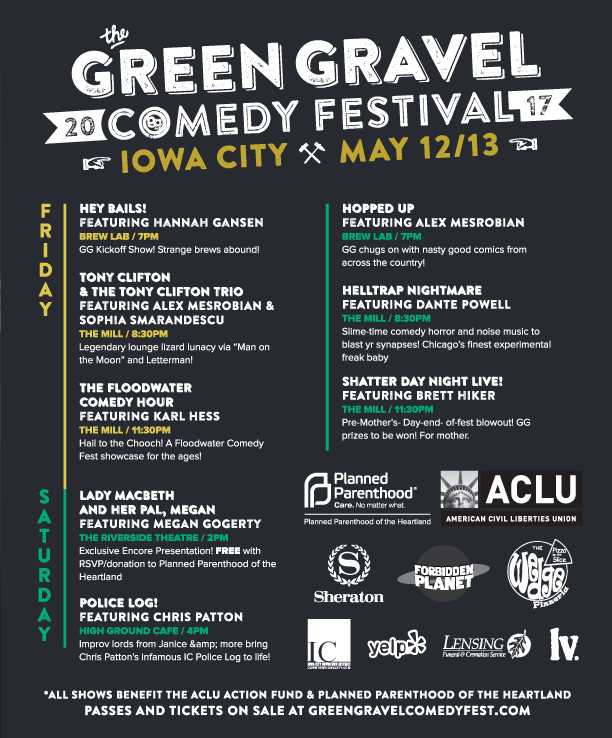 the
GREEN GRAVEL
20 COMEDY FESTIVAL 17
IOWA CITY MAY 12/13
FRIDAY
HEY BAILS!
FEATURING HANNAH GANSEN
BREW LAB / 7PM
GG Kickoff Show! Strange brews abound!
TONY CLIFTON
& THE TONY CLIFTON TRIO
FEATURING ALEX MESROBIAN &
SOPHIA SMARANDESCU
THE MILL / 8:30PM
Legendary lounge lizard lunacy via “Man on
the Moon” and Letterman!
THE FLOODWATER
COMEDY HOUR
FEATURING KARL HESS
THE MILL / 11:30PM
Hail to the Chooch! A Floodwater Comedy
Fest showcase for the ages!
SATURDAY
LADY MACBETH
AND HER PAL, MEGAN
FEATURING MEGAN GOGERTY
THE RIVERSIDE THEATRE / 2PM
Exclusive Encore Presentation! FREE with
RSVP/donation to Planned Parenthood of the
Heartland
POLICE LOG!
FEATURING CHRIS PATTON
HIGH GROUND CAFE / 4PM
Improv lords from Janice &amp; more bring
Chris Patton's infamous IC Police Log to life!
HOPPED UP
FEATURING ALEX MESROBIAN
BREW LAB / 7PM
GG chugs on with nasty good comics from
across the country!
HELLTRAP NIGHTMARE
FEATURING DANTE POWELL
THE MILL / 8:30PM
Slime-time comedy horror and noise music to
blast yr synapses! Chicago's finest experimental
freak baby
SHATTER DAY NIGHT LIVE!
FEATURING BRETT HIKER
THE MILL / 11:30PM
Pre-Mother's- Day-end- of-fest blowout! GG
prizes to be won! For mother.
Planned
Parenthood®
Care. No matter what.
Planned Parenthood of the Heartland
ACLU
AMERICAN CIVIL LIBERTIES UNION
S
Sheraton
FORBIDDEN
PLANET
THE
Pizza
by the
Slice
Wedge
Pizzeria
IC
yelp
LENSING
Funeral & Cremation Service
lv.
*ALL SHOWS BENEFIT THE ACLU ACTION FUND & PLANNED PARENTHOOD OF THE HEARTLAND
PASSES AND TICKETS ON SALE AT GREENGRAVELCOMEDYFEST.COM